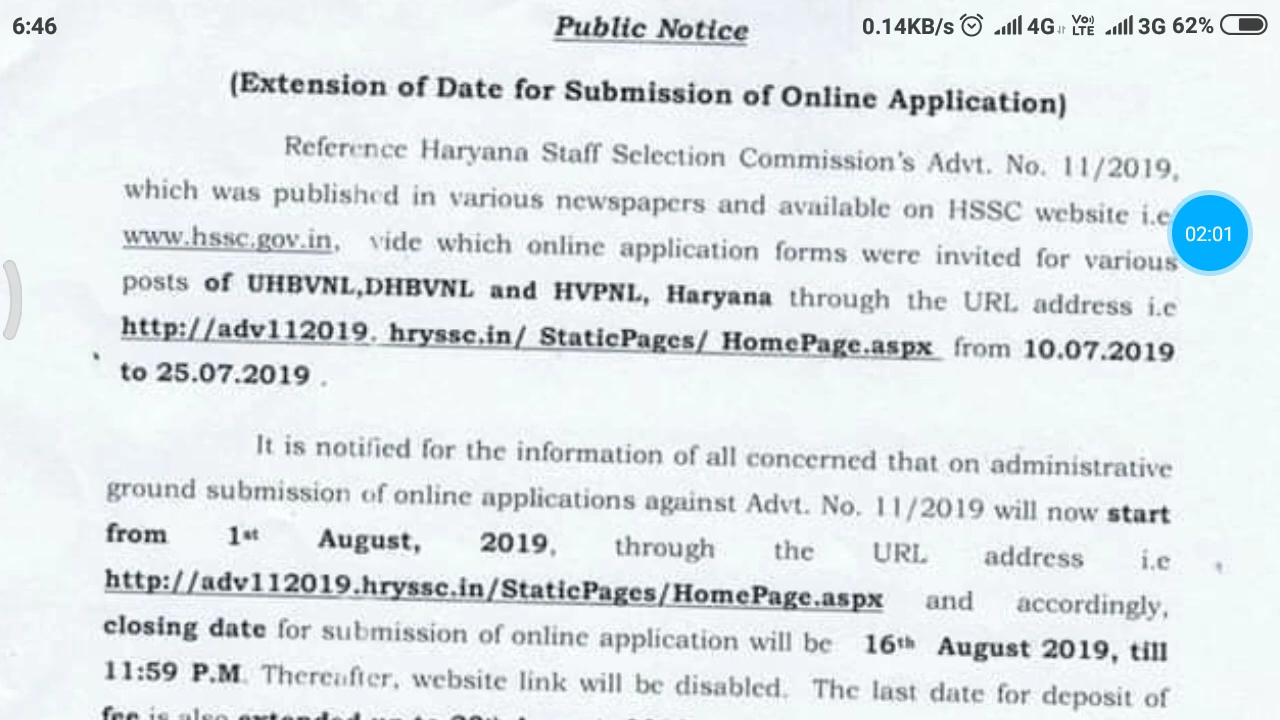 6:46
0.14KB/s 4G VoLTE 3G 62%
Public Notice
(Extension of Date for Submission of Online Application)
Reference Haryana Staff Selection Commission's Advt. No. 11/2019,
which was published in various newspapers and available on HSSC website i.e
www.hssc.gov.in, vide which online application forms were invited for various
02:01
posts of UHBVNL,DHBVNL and HVPNL, Haryana through the URL address i.e
http://adv112019. hryssc.in/ StaticPages/ HomePage.aspx from 10.07.2019
to 25.07.2019 .
It is notified for the information of all concerned that on administrative
ground submission of online applications against Advt. No. 11/2019 will now start
from 1st August, 2019, through the URL address i.e
http://adv112019.hryssc.in/StaticPages/HomePage.aspx and accordingly,
closing date for submission of online application will be 16th August 2019, till
11:59 P.M. Thereafter, website link will be disabled. The last date for deposit of
fee is also extended up to